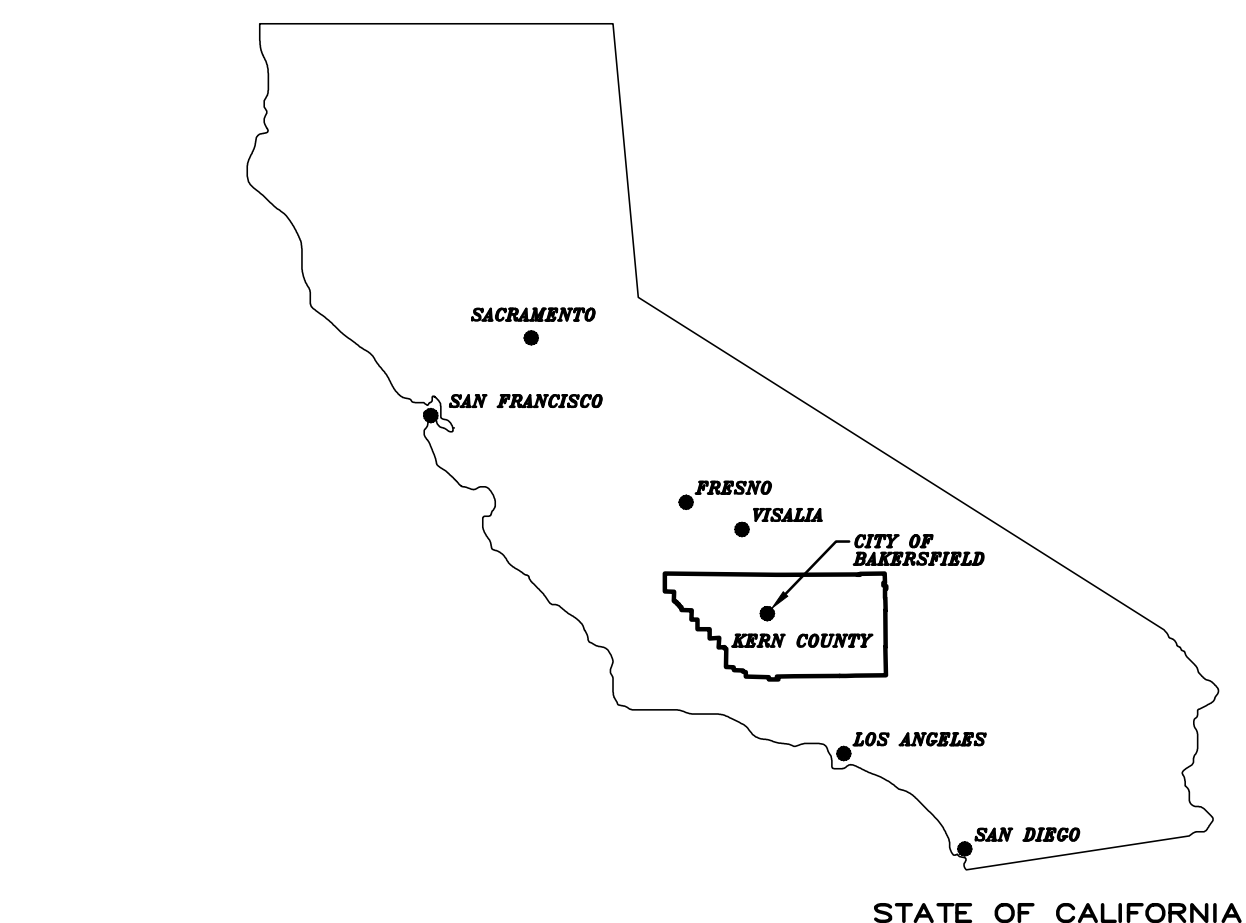 SACRAMENTO
SAN FRANCISCO
FRESNO
VISALIA
CITY OF
BAKERSFIELD
KERN COUNTY
LOS ANGELES
SAN DIEGO
STATE OF CALIFORNIA